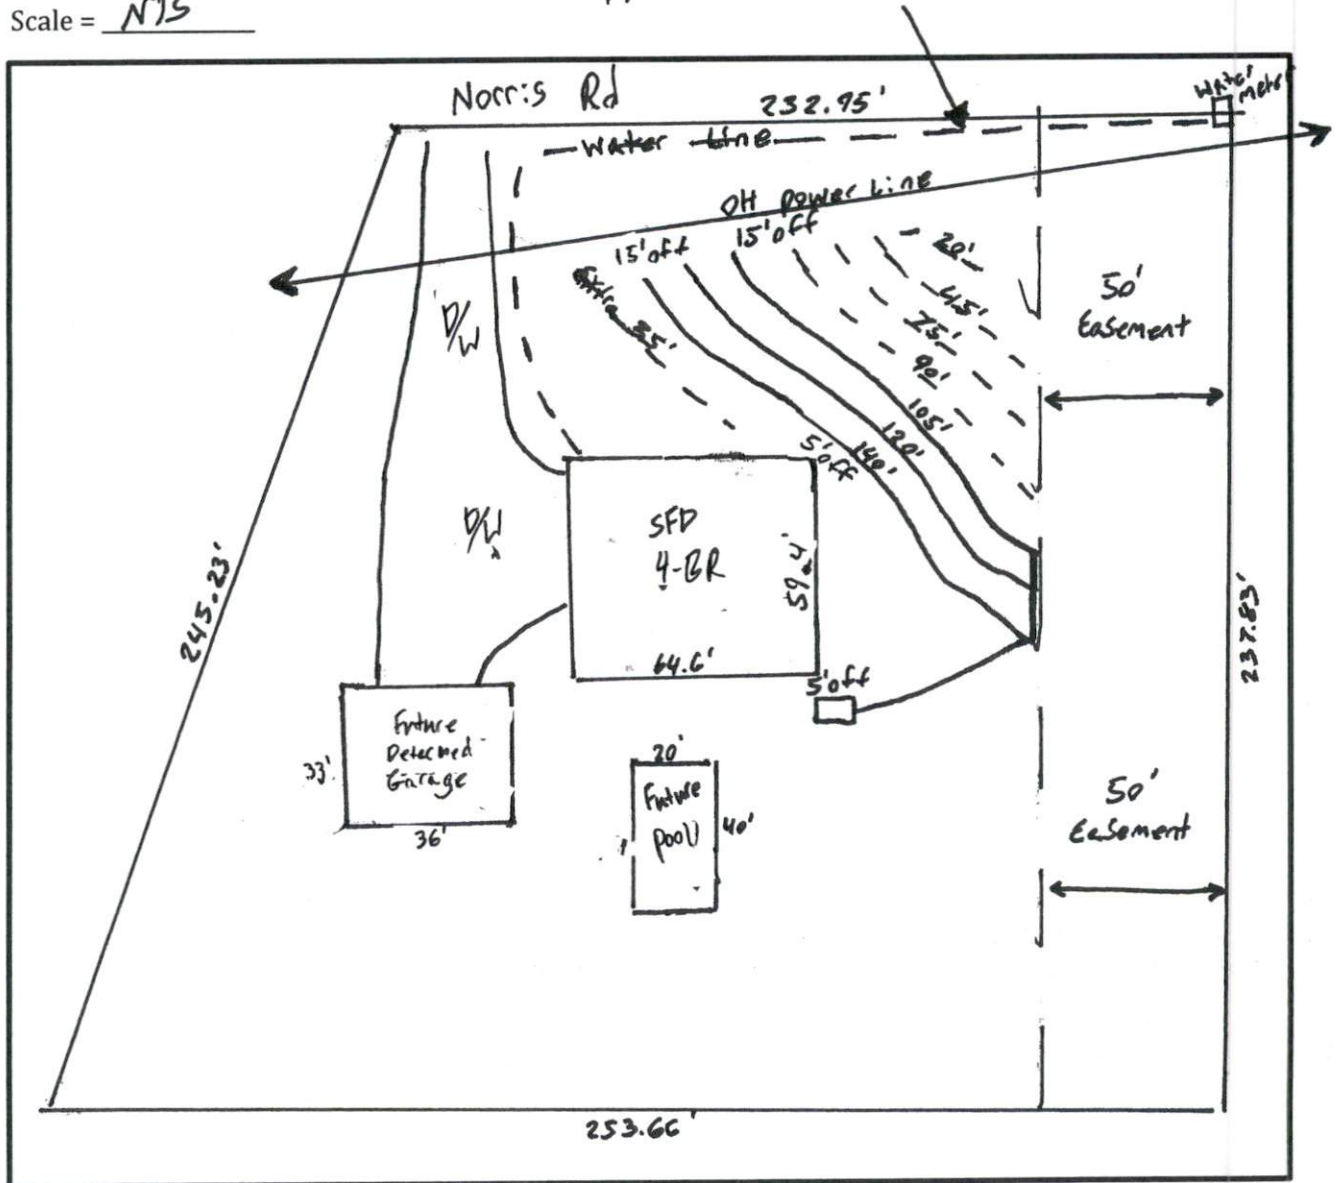 Scale = NTS
Norris Rd
232.95'
Water Meter
Water Line
OH Power Line
15' off
15' off
20'
45'
75'
90'
105'
120'
140'
5' off
Extra 35'
50'
Easement
D/W
D/W
SFD
4-BR
59.4'
64.6'
5' off
245.23'
237.83'
Future
Detached
Garage
33'
36'
20'
Future
Pool
40'
50'
Easement
253.66'